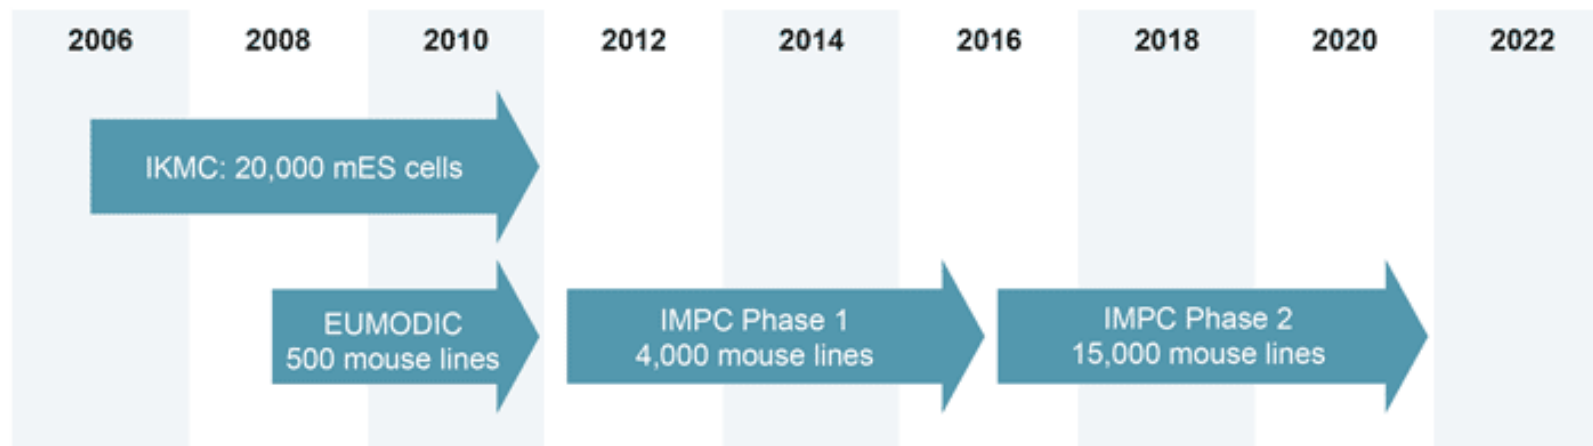 2006 2008 2010 2012 2014 2016 2018 2020 2022
IKMC: 20,000 mES cells
EUMODIC
500 mouse lines
IMPC Phase 1
4,000 mouse lines
IMPC Phase 2
15,000 mouse lines